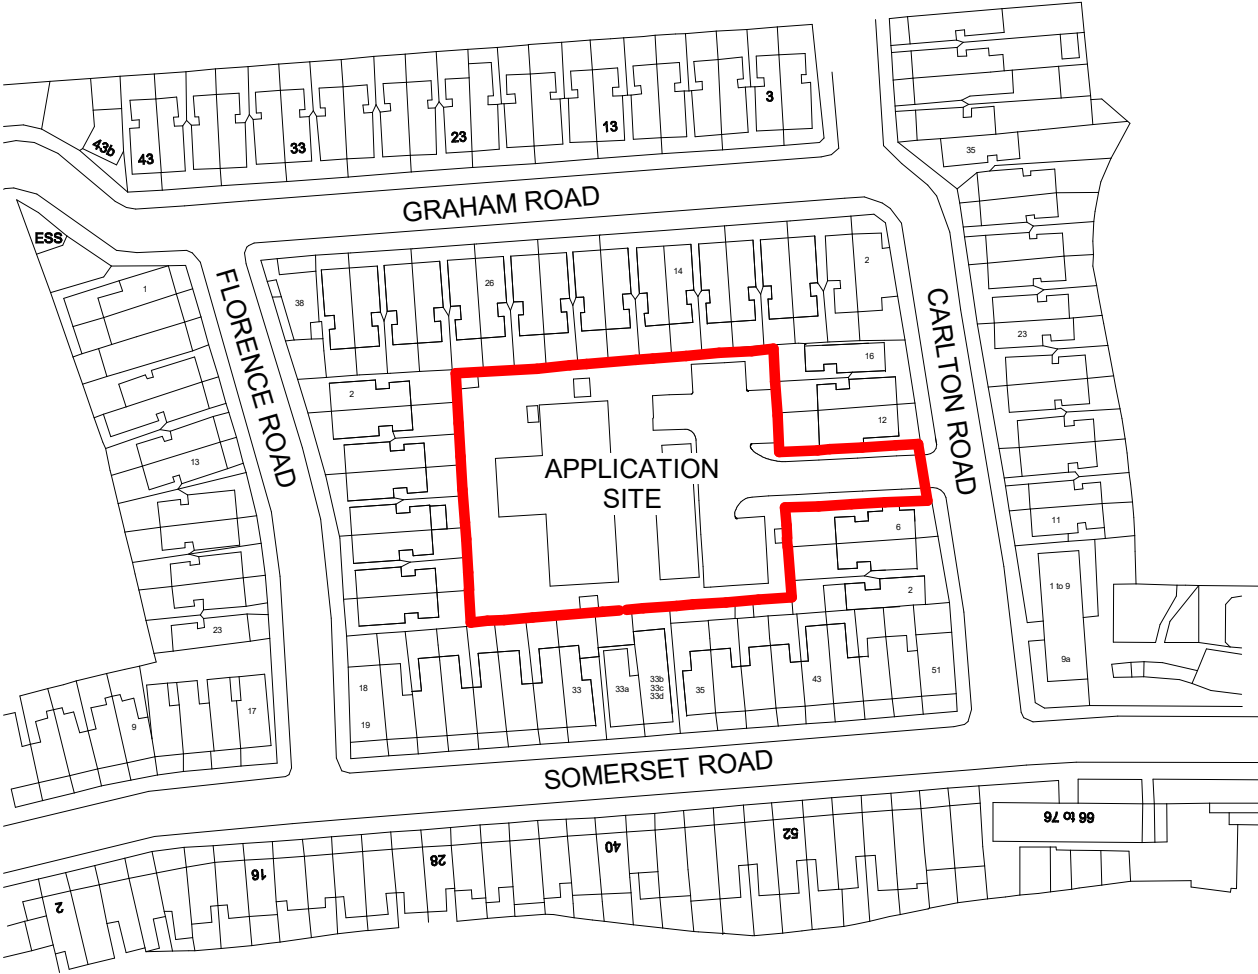 3
13
23
33
43
43b
35
GRAHAM ROAD
ESS
1
FLORENCE ROAD
38
26
14
2
CARLTON ROAD
23
16
2
12
13
APPLICATION
SITE
11
6
1 to 9
2
23
9a
18
19
33
33a
33b
33c
33d
35
43
51
17
9
SOMERSET ROAD
66 to 76
52
40
28
16
2